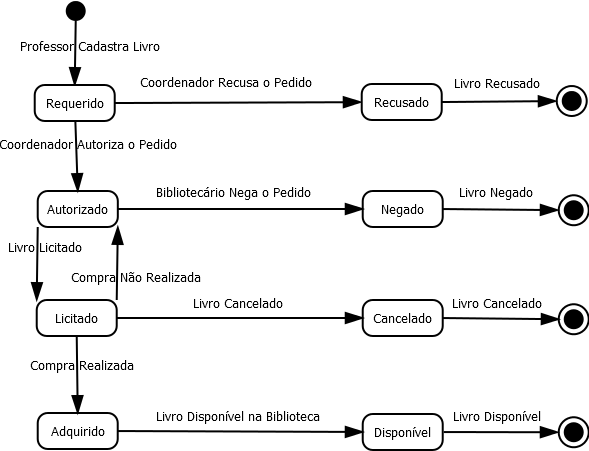 Professor Cadastra Livro
Coordenador Recusa o Pedido
Livro Recusado
Requerido
Recusado
Coordenador Autoriza o Pedido
Bibliotecário Nega o Pedido
Livro Negado
Autorizado
Negado
Livro Licitado
Compra Não Realizada
Livro Cancelado
Livro Cancelado
Licitado
Cancelado
Compra Realizada
Livro Disponível na Biblioteca
Livro Disponível
Adquirido
Disponível